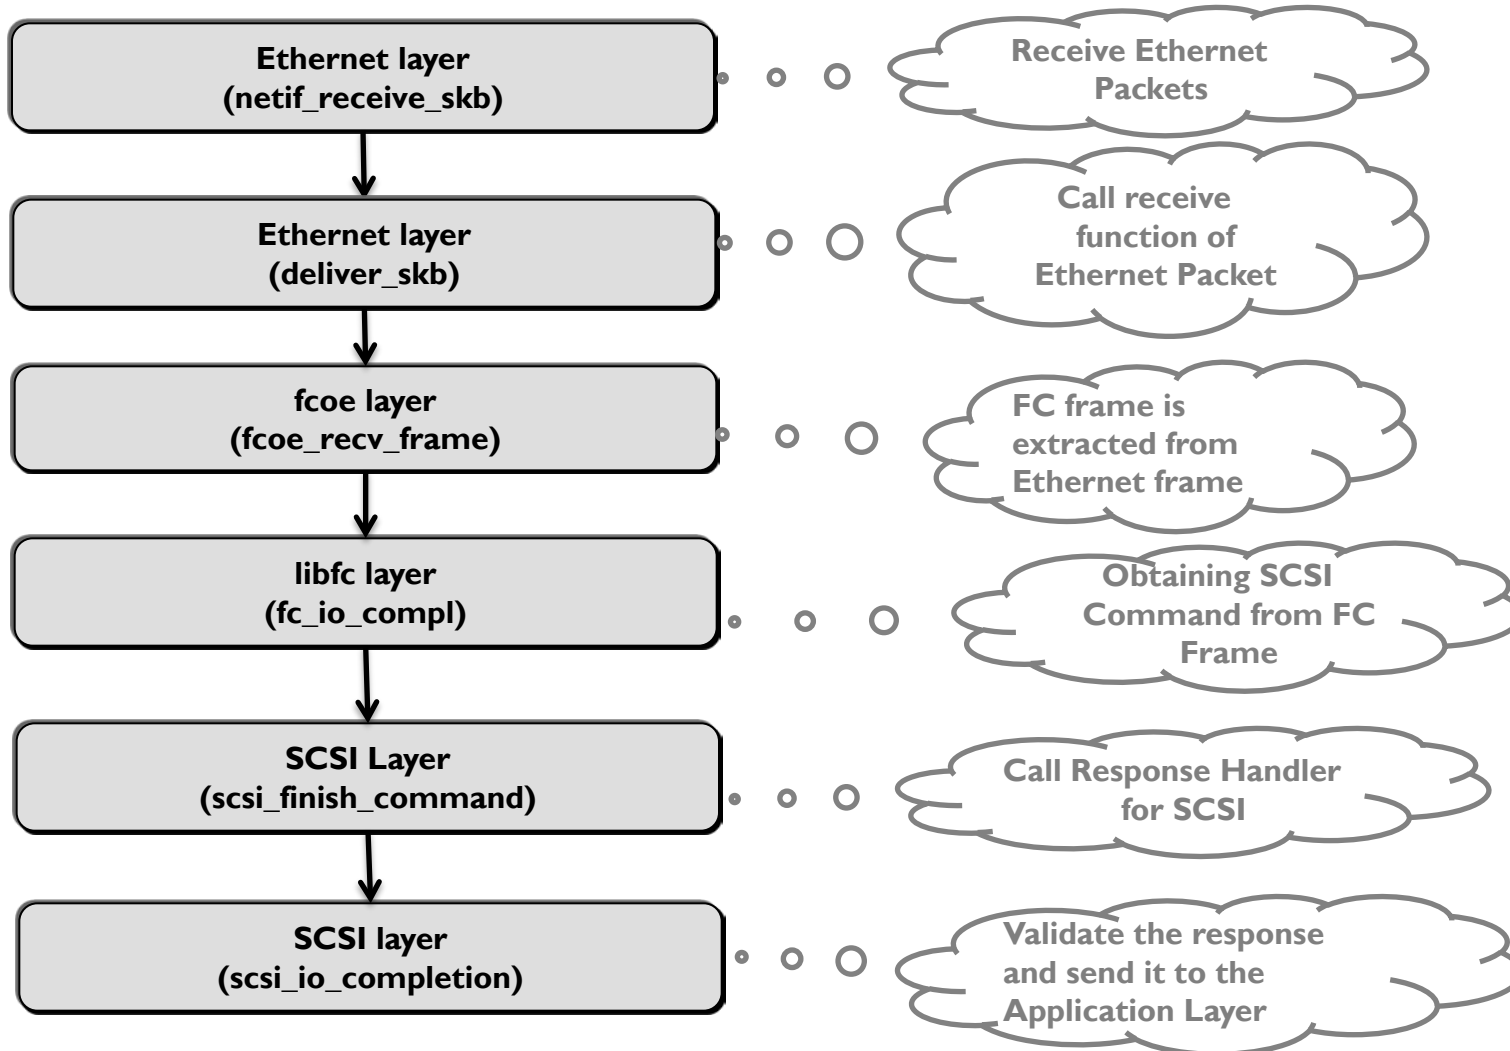 Ethernet layer
(netif_receive_skb)
Receive Ethernet
Packets
Ethernet layer
(deliver_skb)
Call receive
function of
Ethernet Packet
fcoe layer
(fcoe_recv_frame)
FC frame is
extracted from
Ethernet frame
libfc layer
(fc_io_compl)
Obtaining SCSI
Command from FC
Frame
SCSI Layer
(scsi_finish_command)
Call Response Handler
for SCSI
SCSI layer
(scsi_io_completion)
Validate the response
and send it to the
Application Layer